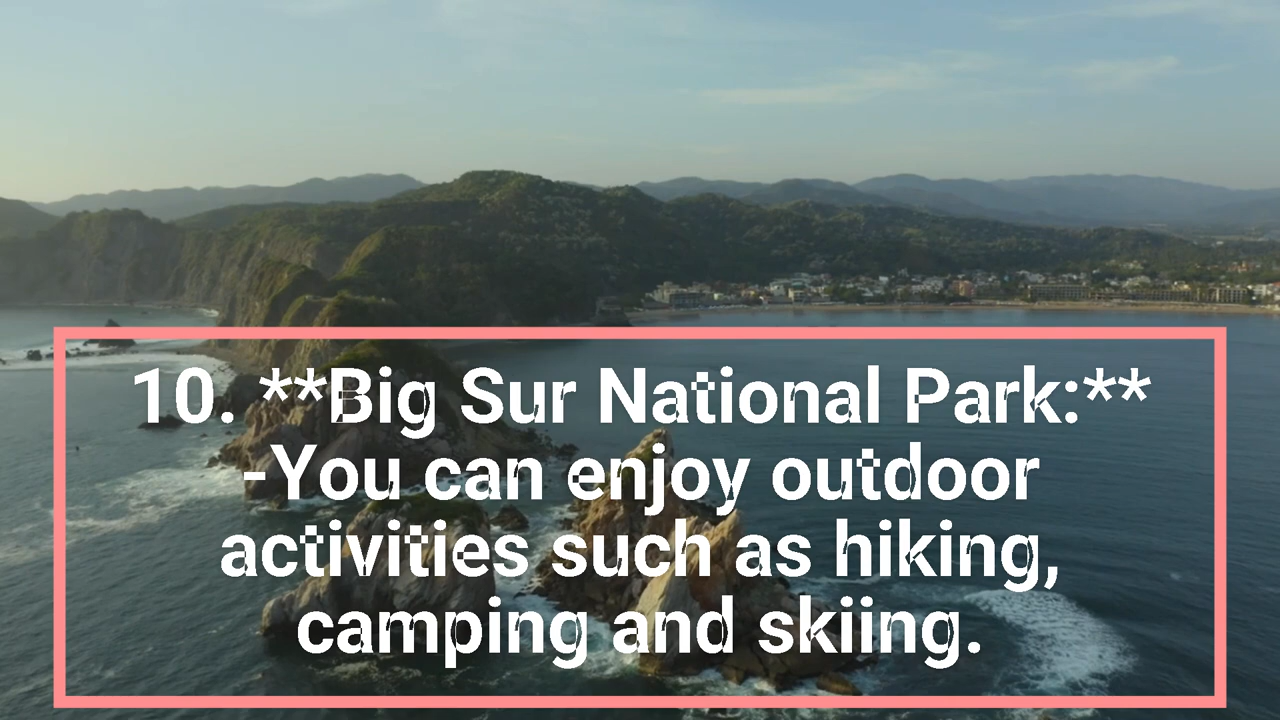 10. **Big Sur National Park:**
-You can enjoy outdoor
activities such as hiking,
camping and skiing.